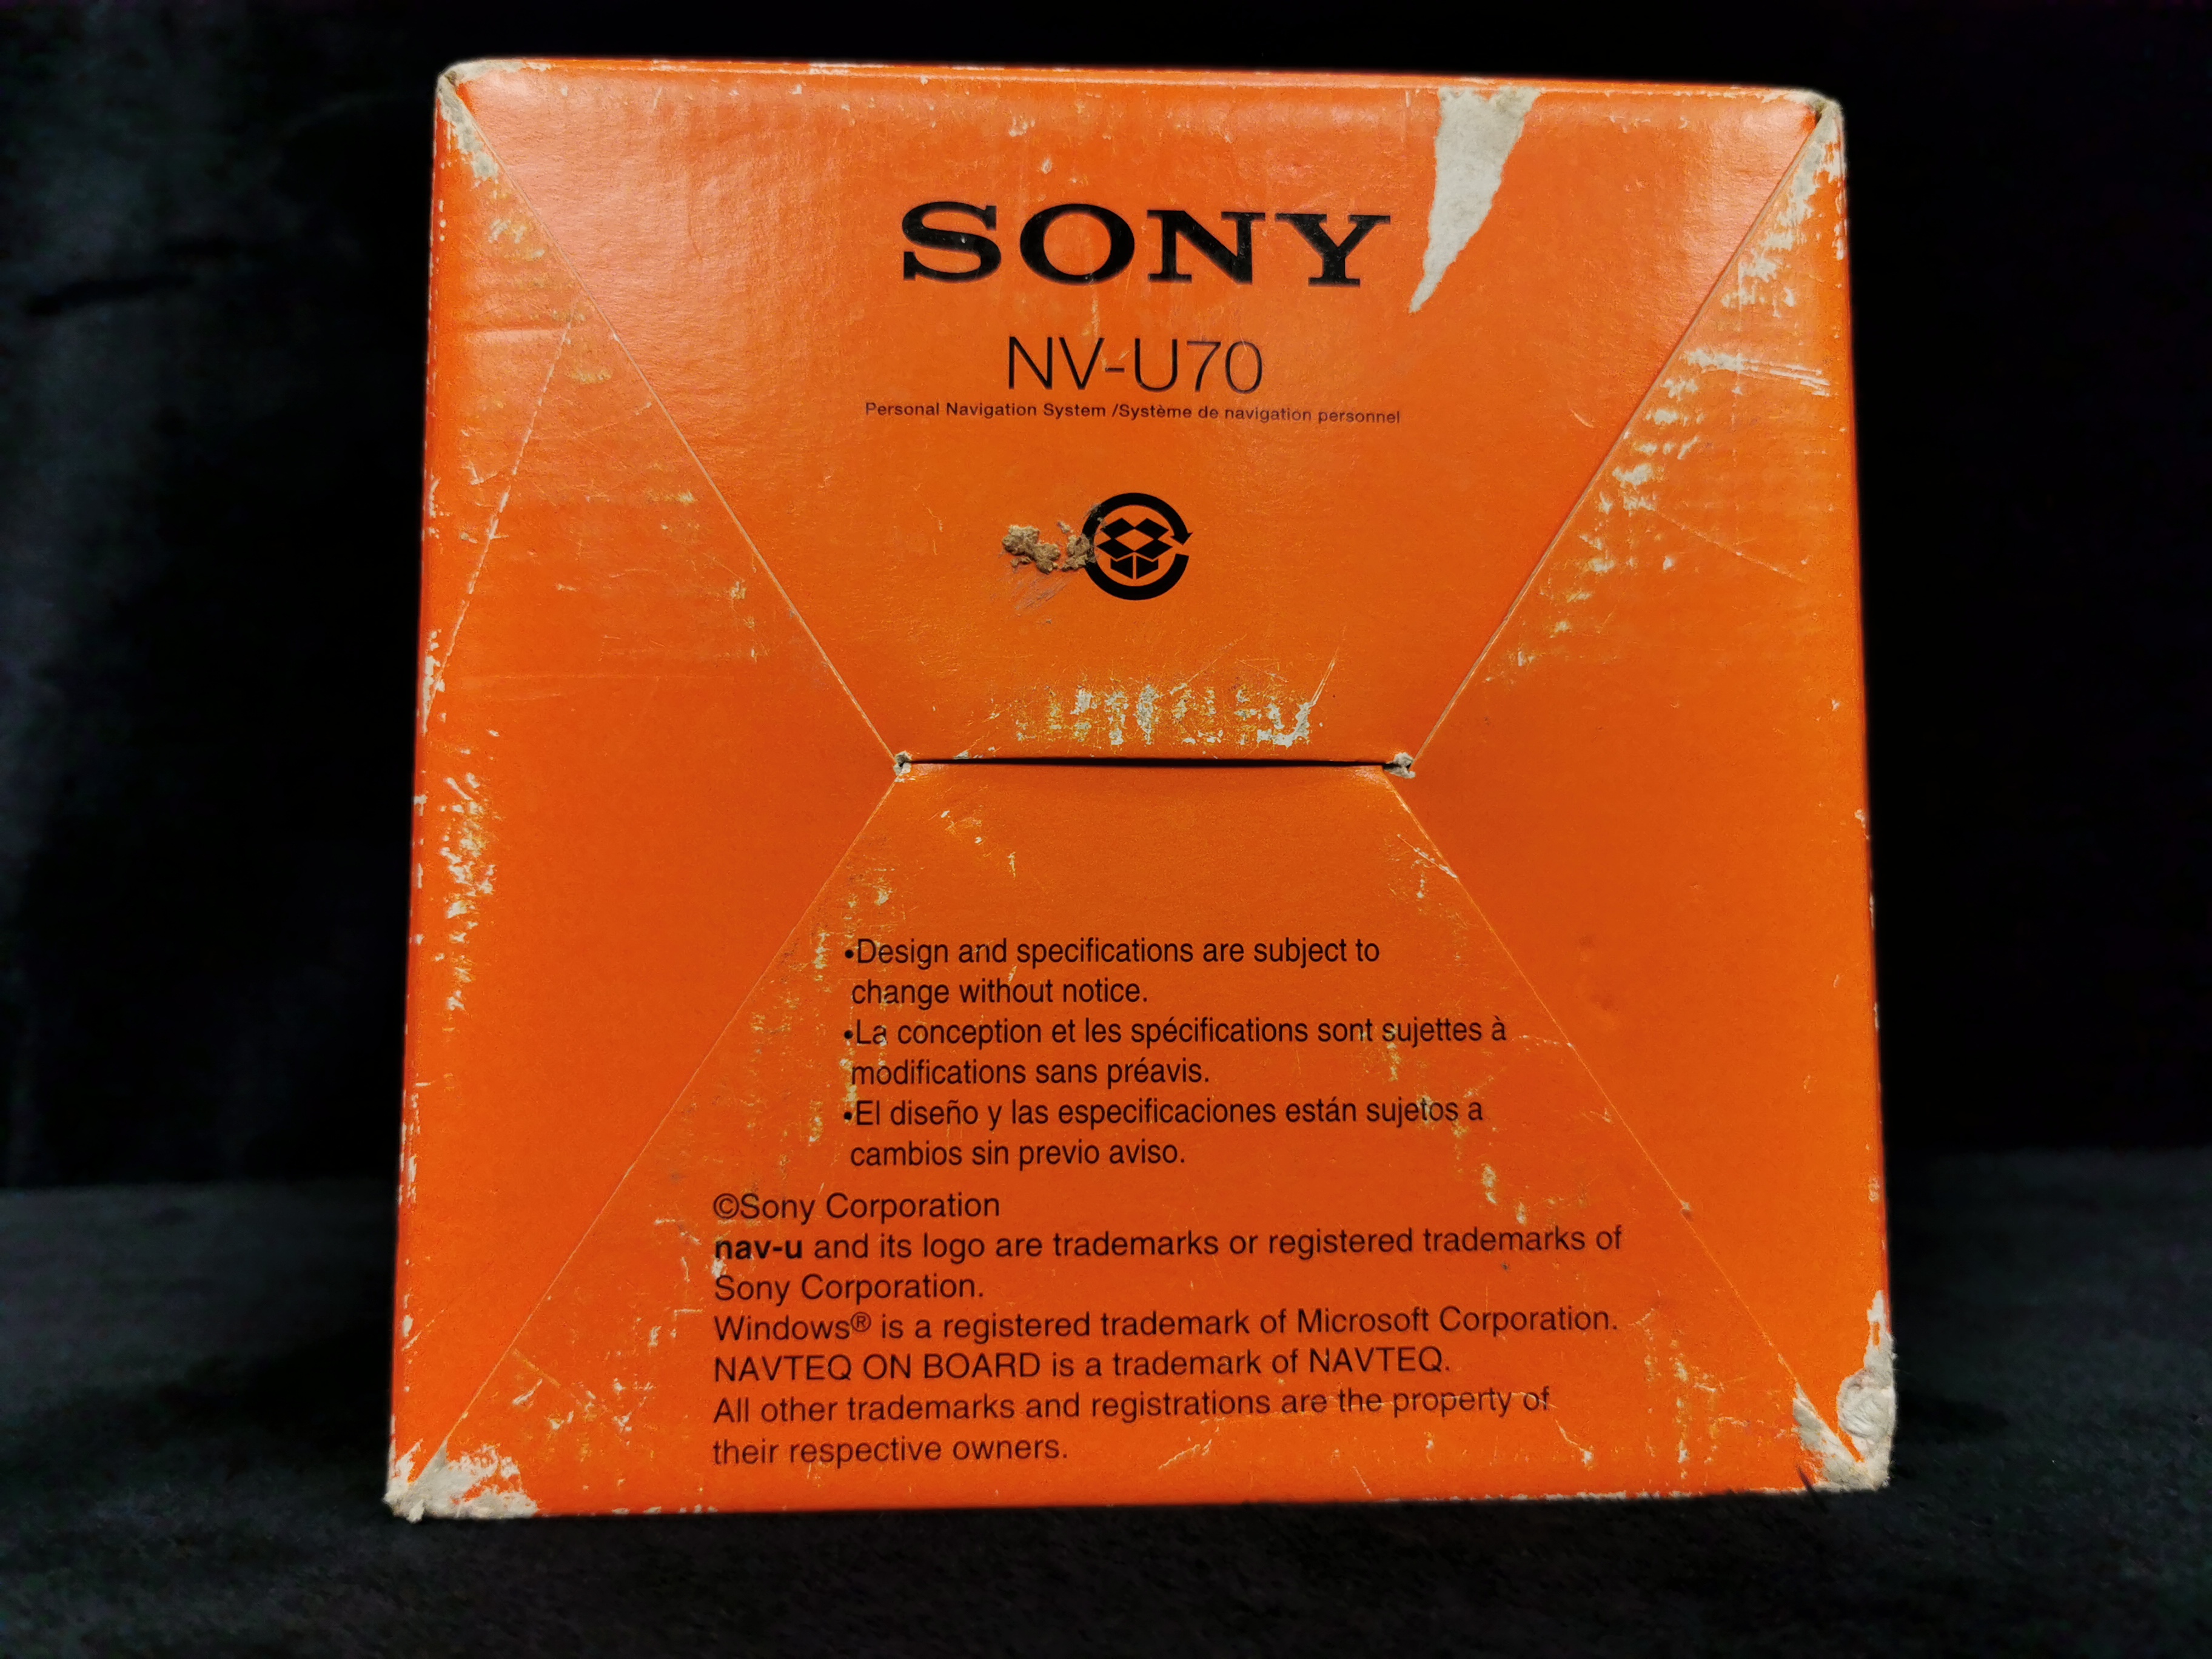 SONY
NV-U70
Personal Navigation System /Système de navigation personnel
•Design and specifications are subject to
change without notice.
•La conception et les spécifications sont sujettes à
modifications sans préavis.
•El diseño y las especificaciones están sujetos a
cambios sin previo aviso.
©Sony Corporation
nav-u and its logo are trademarks or registered trademarks of
Sony Corporation.
Windows® is a registered trademark of Microsoft Corporation.
NAVTEQ ON BOARD is a trademark of NAVTEQ.
All other trademarks and registrations are the property of
their respective owners.